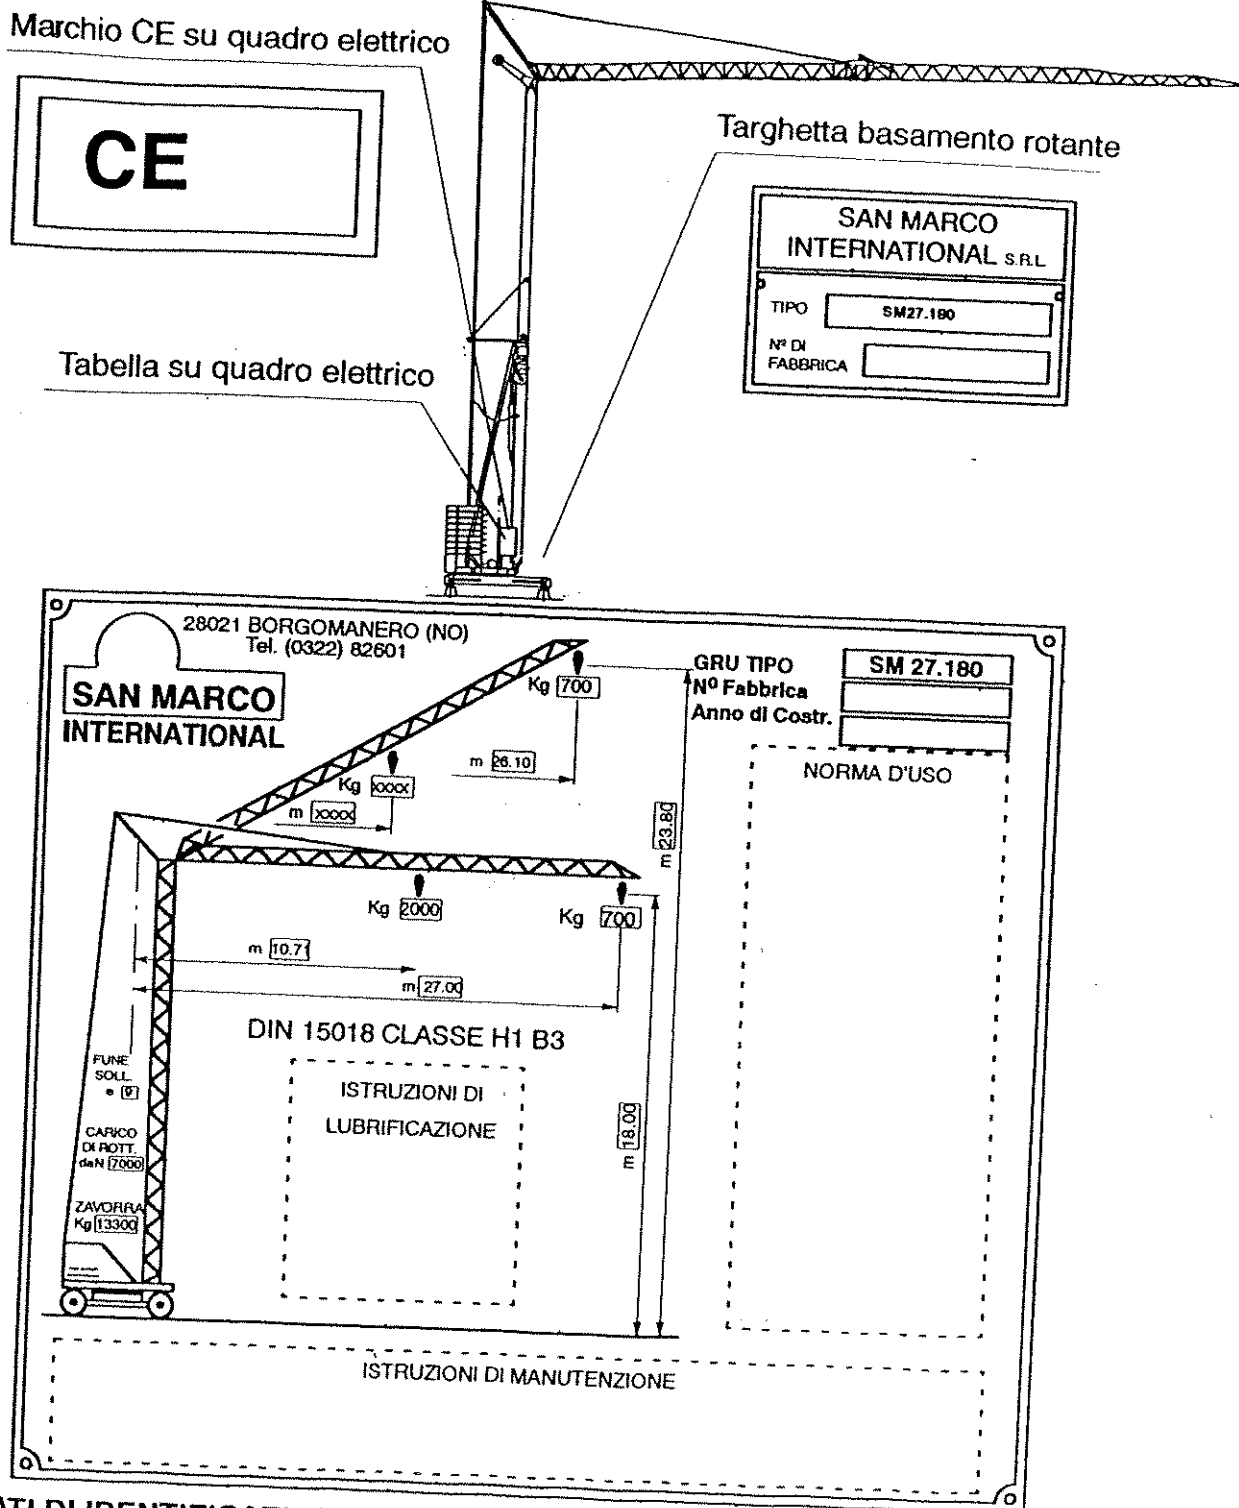 Marchio CE su quadro elettrico
CE
Targhetta basamento rotante
SAN MARCO
INTERNATIONAL S.R.L
TIPO SM27.180
Nº DI
FABBRICA
Tabella su quadro elettrico
28021 BORGOMANERO (NO)
Tel. (0322) 82601
SAN MARCO
INTERNATIONAL
GRU TIPO SM 27.180
Nº Fabbrica
Anno di Costr.
NORMA D'USO
Kg 700
m 26.10
Kg xxxx
m xxxx
m 23.80
Kg 2000
Kg 700
m 10.71
m 27.00
DIN 15018 CLASSE H1 B3
FUNE
SOLL.
ø 9
CARICO
DI ROTT.
daN 7000
ZAVORRA
Kg 13300
ISTRUZIONI DI
LUBRIFICAZIONE
m 18.00
ISTRUZIONI DI MANUTENZIONE